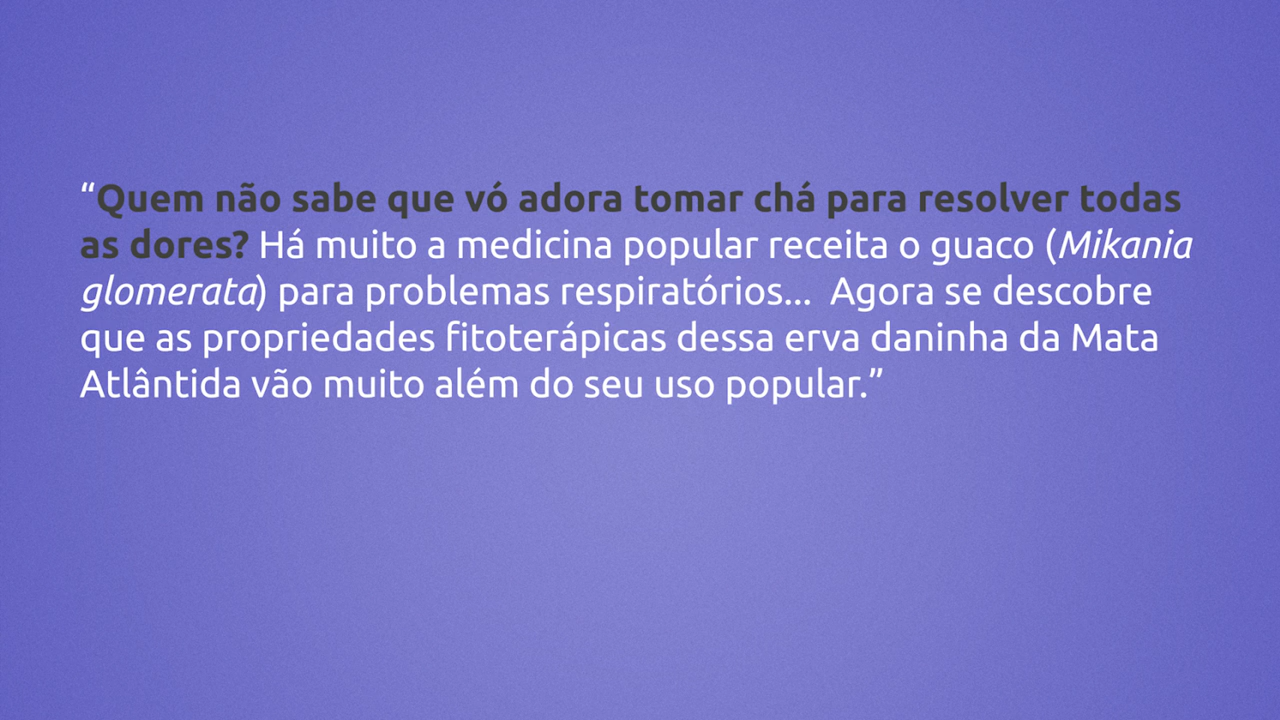 “Quem não sabe que vó adora tomar chá para resolver todas
as dores? Há muito a medicina popular receita o guaco (Mikania
glomerata) para problemas respiratórios... Agora se descobre
que as propriedades fitoterápicas dessa erva daninha da Mata
Atlântida vão muito além do seu uso popular.”